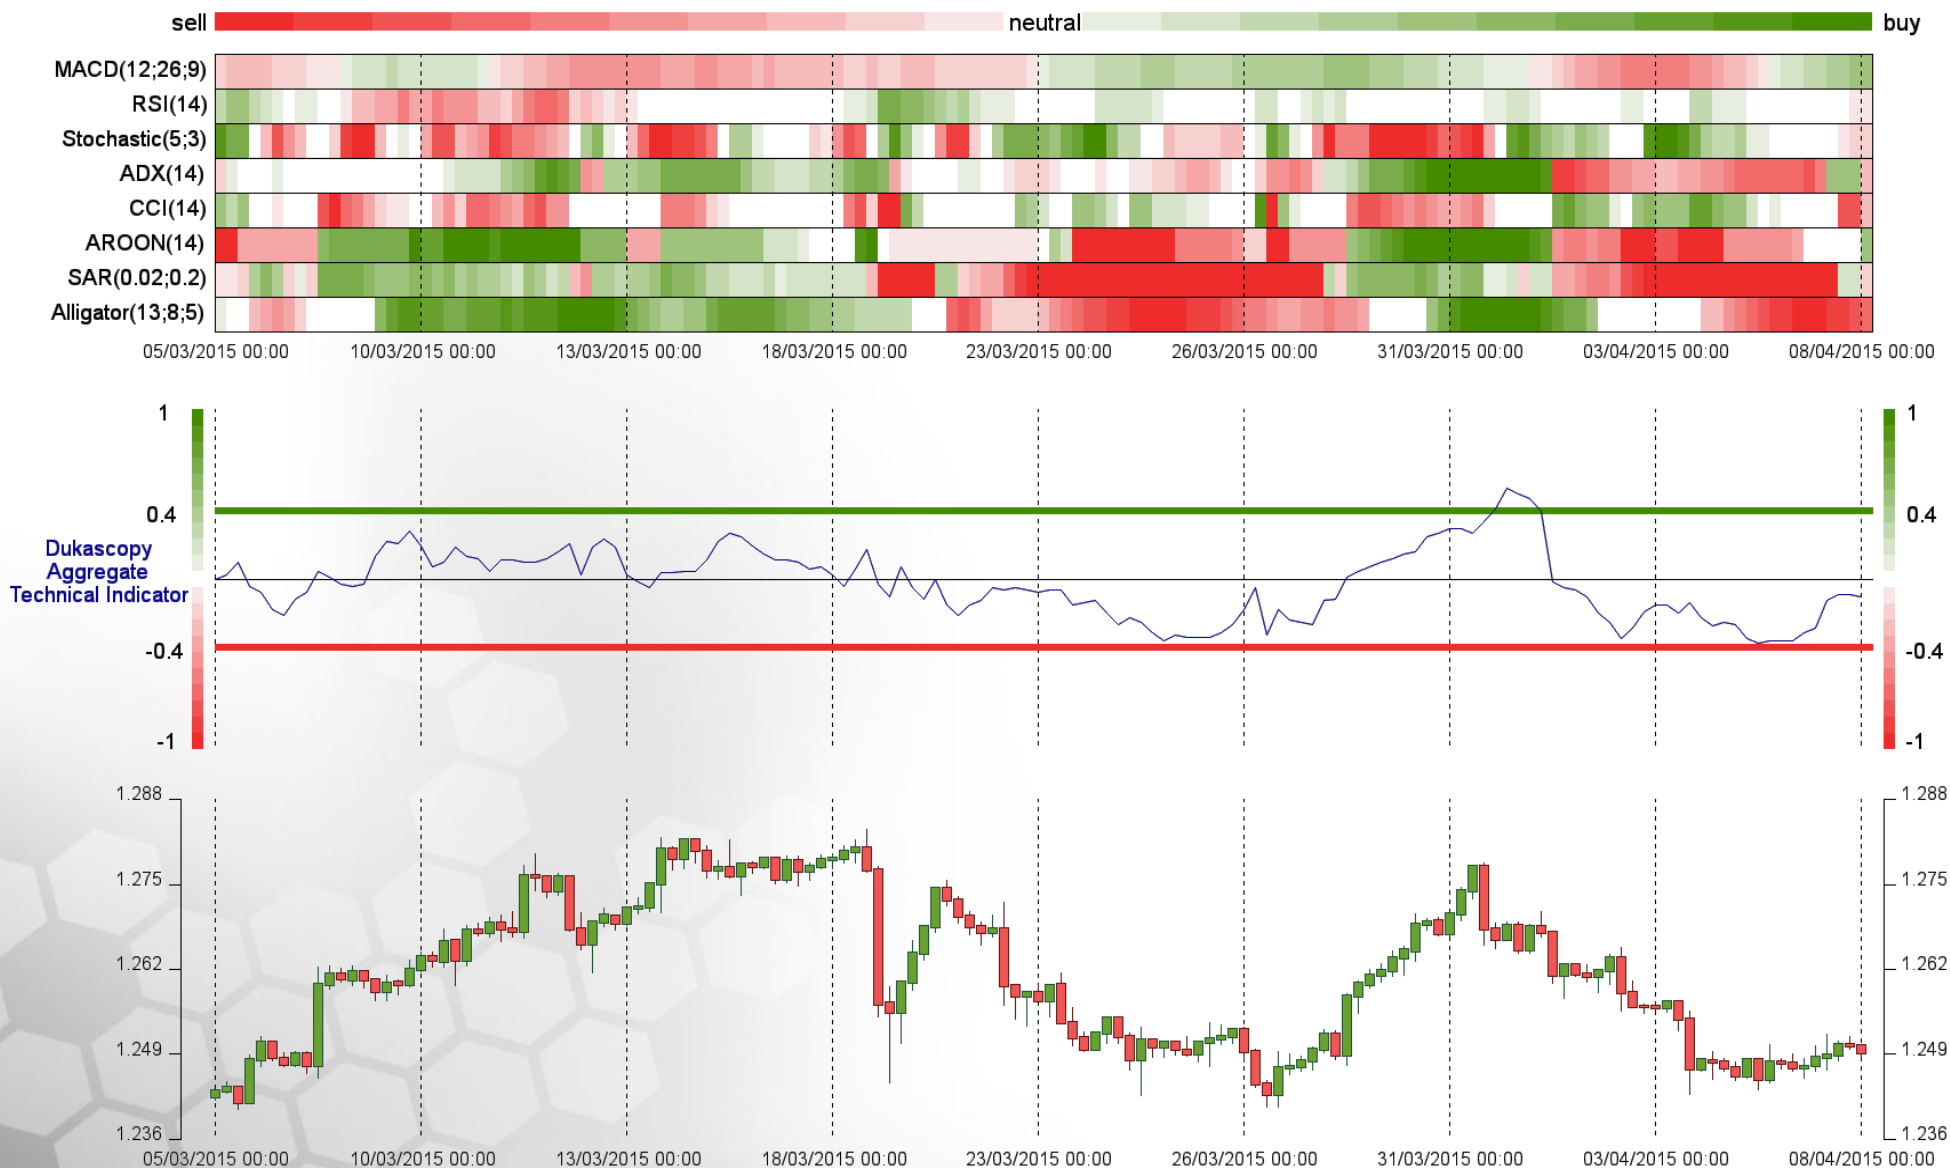 sell neutral buy
MACD(12;26;9)
RSI(14)
Stochastic(5;3)
ADX(14)
CCI(14)
AROON(14)
SAR(0.02;0.2)
Alligator(13;8;5)
05/03/2015 00:00 10/03/2015 00:00 13/03/2015 00:00 18/03/2015 00:00 23/03/2015 00:00 26/03/2015 00:00 31/03/2015 00:00 03/04/2015 00:00 08/04/2015 00:00
1 1
0.4 0.4
Dukascopy
Aggregate
Technical Indicator
-0.4 -0.4
-1 -1
1.288 1.288
1.275 1.275
1.262 1.262
1.249 1.249
1.236 1.236
05/03/2015 00:00 10/03/2015 00:00 13/03/2015 00:00 18/03/2015 00:00 23/03/2015 00:00 26/03/2015 00:00 31/03/2015 00:00 03/04/2015 00:00 08/04/2015 00:00